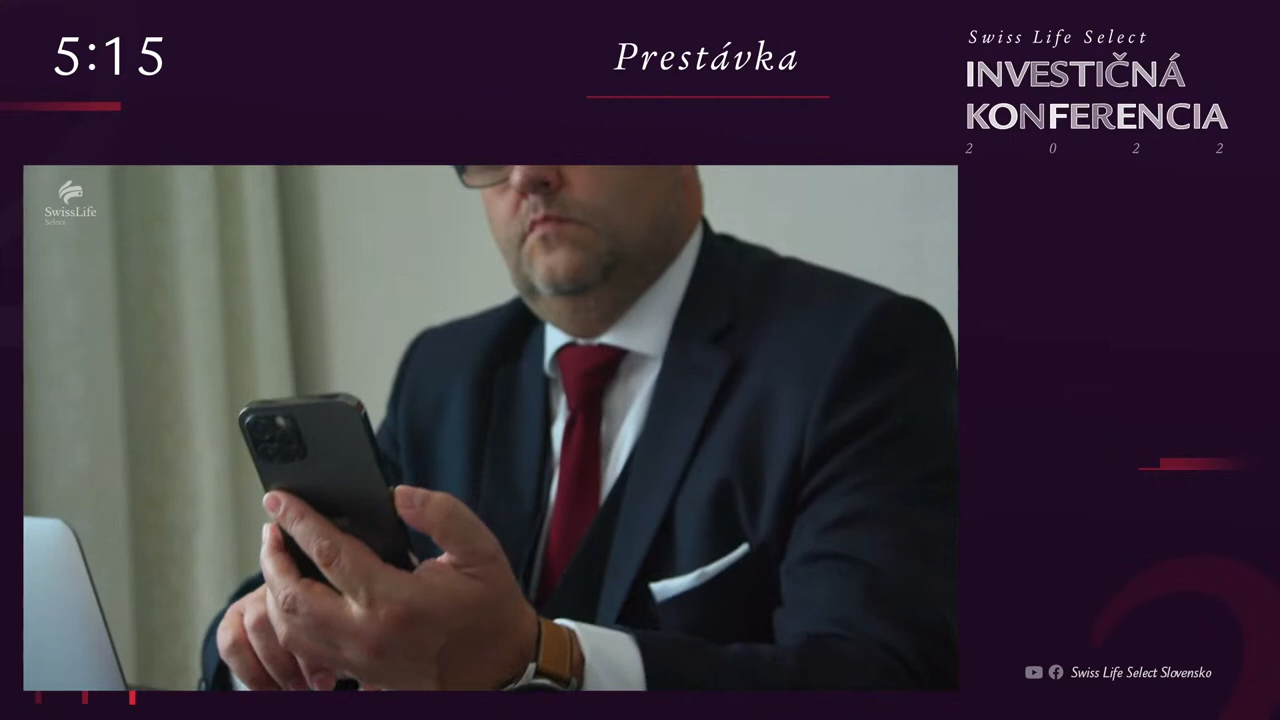 5:15
Prestávka
Swiss Life Select
INVESTIČNÁ
KONFERENCIA
2 0 2 2
SwissLife
Select
Swiss Life Select Slovensko